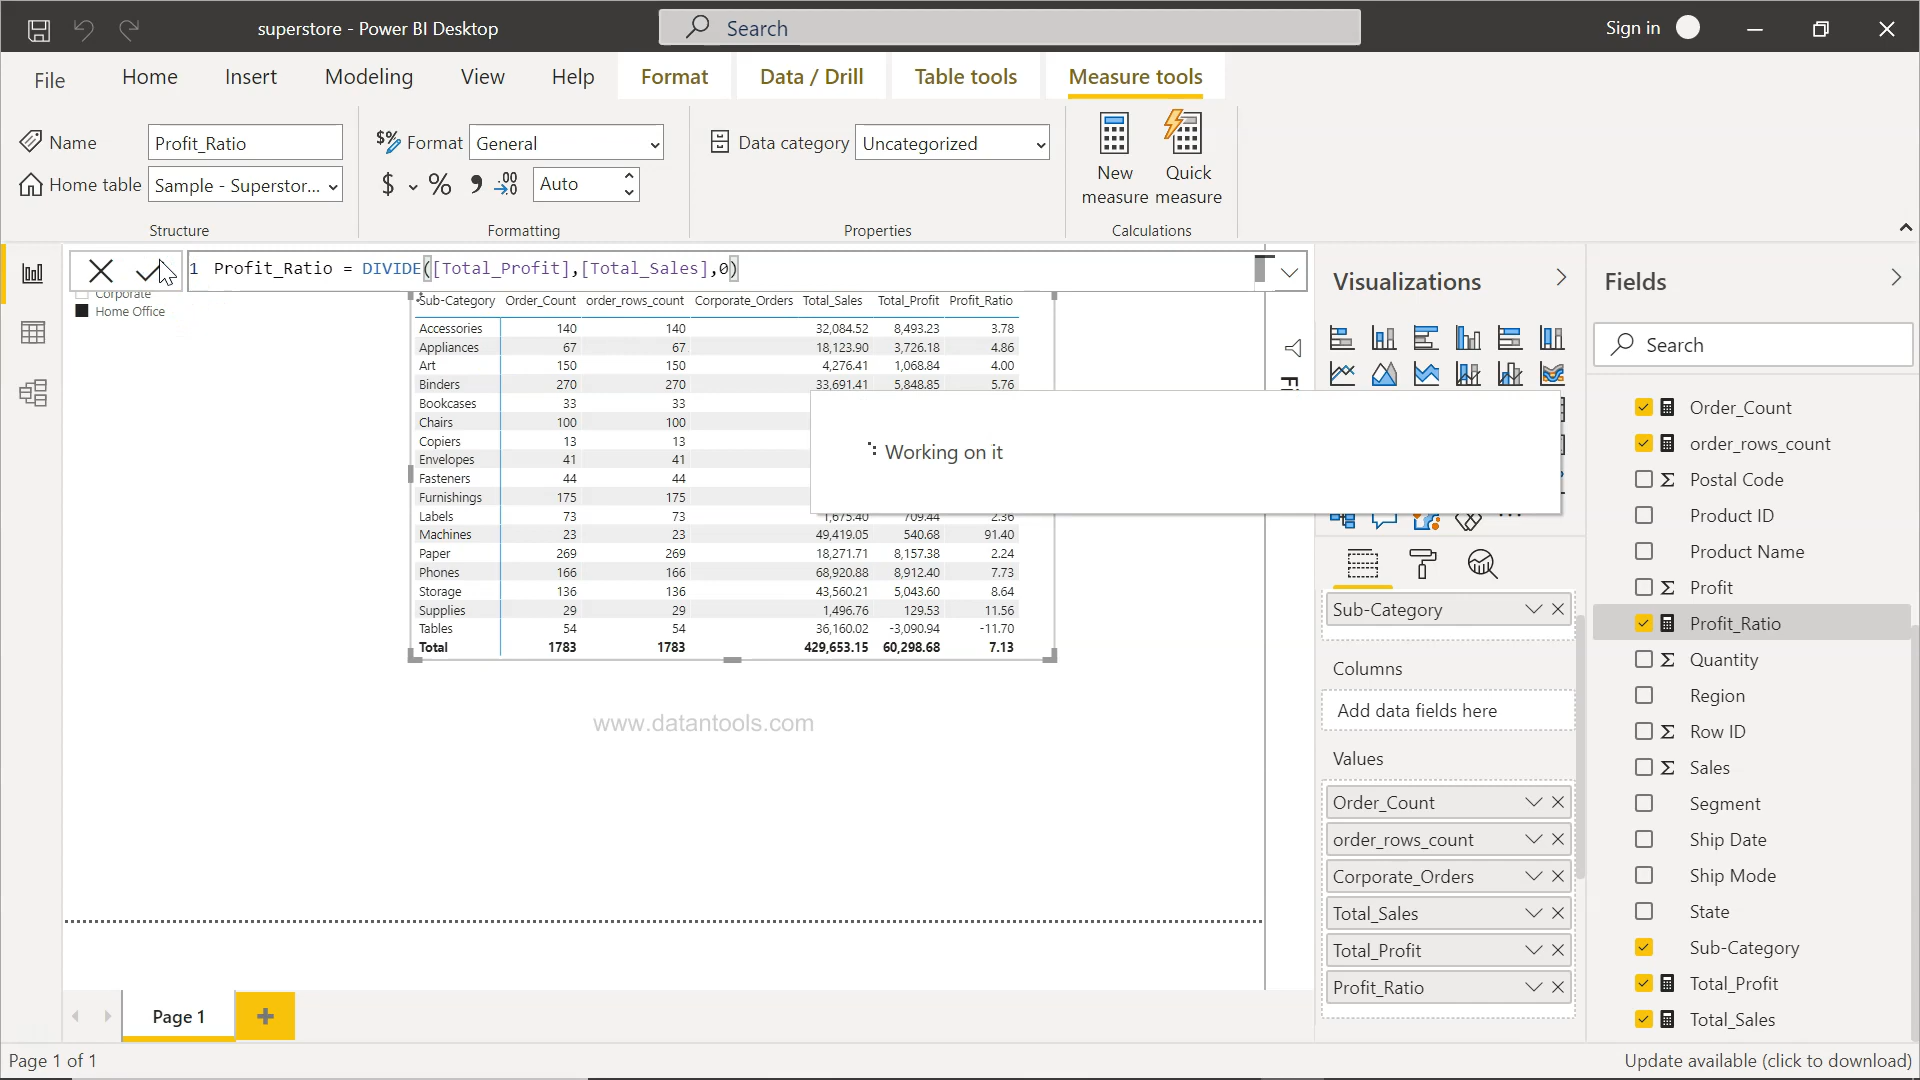 superstore - Power BI Desktop
Search
Sign in
File
Home
Insert
Modeling
View
Help
Format
Data / Drill
Table tools
Measure tools
Name
Profit_Ratio
Home table
Sample - Superstor...
Structure
Format
General
$ % 9 .00 Auto
Formatting
Data category
Uncategorized
Properties
New measure
Quick measure
Calculations
1 Profit_Ratio = DIVIDE([Total_Profit],[Total_Sales],0)
Corporate
Home Office
Sub-Category Order_Count order_rows_count Corporate_Orders Total_Sales Total_Profit Profit_Ratio
Accessories 140 140 32,084.52 8,493.23 3.78
Appliances 67 67 18,123.90 3,726.18 4.86
Art 150 150 4,276.41 1,068.84 4.00
Binders 270 270 33,691.41 5,848.85 5.76
Bookcases 33 33
Chairs 100 100
Copiers 13 13
Envelopes 41 41
Fasteners 44 44
Furnishings 175 175
Labels 73 73 1,675.40 709.44 2.36
Machines 23 23 49,419.05 540.68 91.40
Paper 269 269 18,271.71 8,157.38 2.24
Phones 166 166 68,920.88 8,912.40 7.73
Storage 136 136 43,560.21 5,043.60 8.64
Supplies 29 29 1,496.76 129.53 11.56
Tables 54 54 36,160.02 -3,090.94 -11.70
Total 1783 1783 429,653.15 60,298.68 7.13
Working on it
www.datantools.com
Visualizations
Sub-Category
Columns
Add data fields here
Values
Order_Count
order_rows_count
Corporate_Orders
Total_Sales
Total_Profit
Profit_Ratio
Fields
Search
Order_Count
order_rows_count
Postal Code
Product ID
Product Name
Profit
Profit_Ratio
Quantity
Region
Row ID
Sales
Segment
Ship Date
Ship Mode
State
Sub-Category
Total_Profit
Total_Sales
Page 1
Page 1 of 1
Update available (click to download)